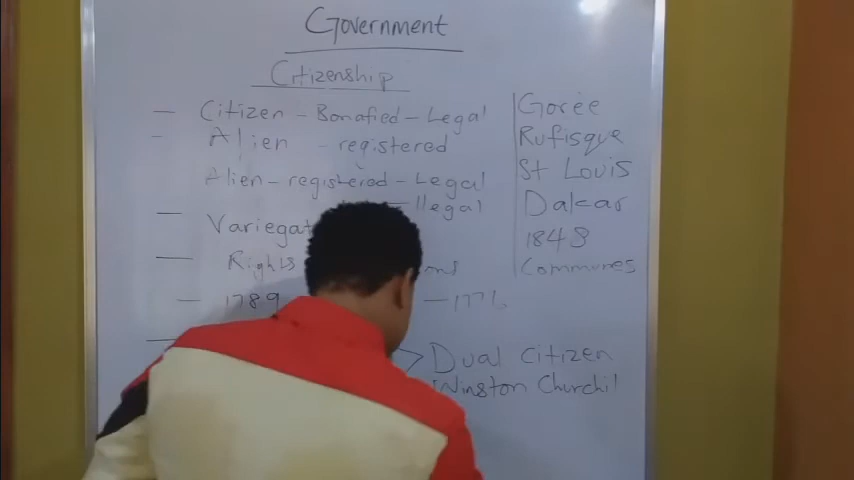 Government
Citizenship
— Citizen – Bonafied – Legal
– Alien – registered
Alien – registered – Legal
– Illegal
— Variegat
— Rights
– 1789 – 1776
Dual citizen
Winston Churchil
Gorée
Rufisque
St Louis
Dakar
1848
Communes